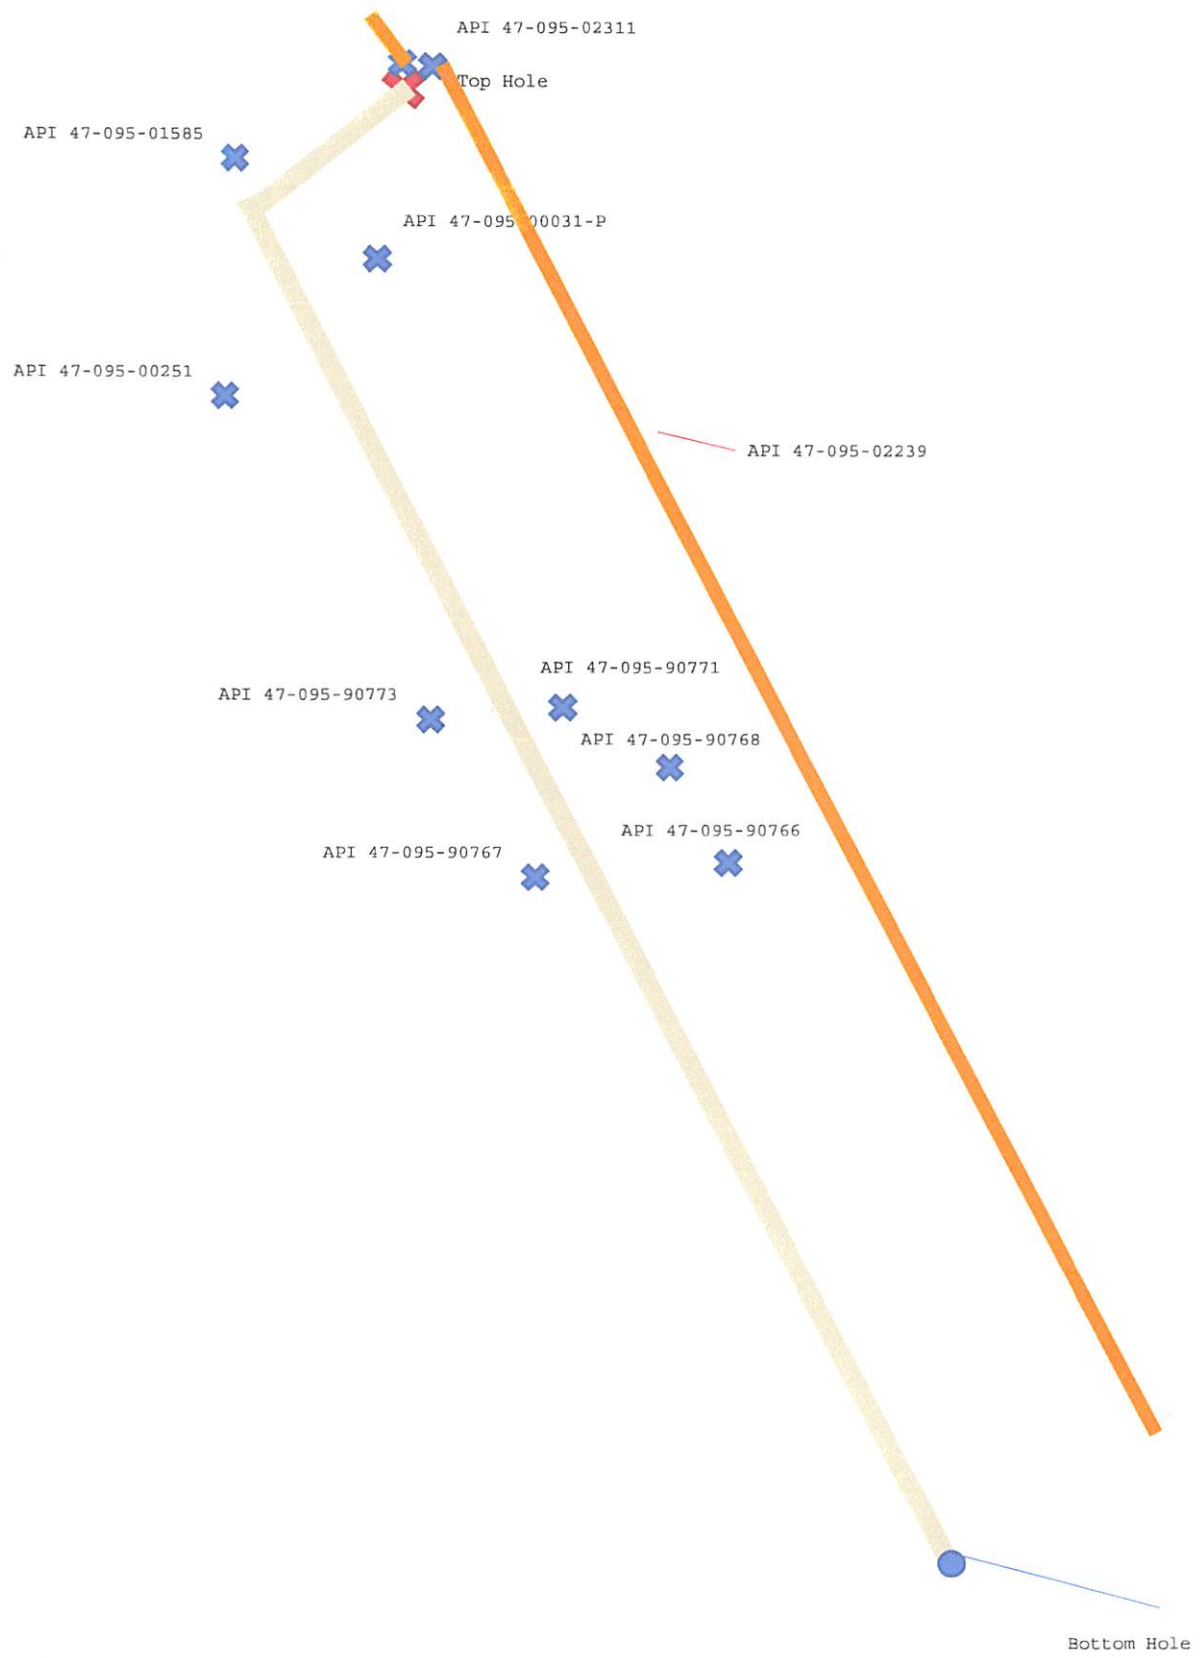 API 47-095-02311
Top Hole
API 47-095-01585
API 47-095-00031-P
API 47-095-00251
API 47-095-02239
API 47-095-90771
API 47-095-90773
API 47-095-90768
API 47-095-90766
API 47-095-90767
Bottom Hole